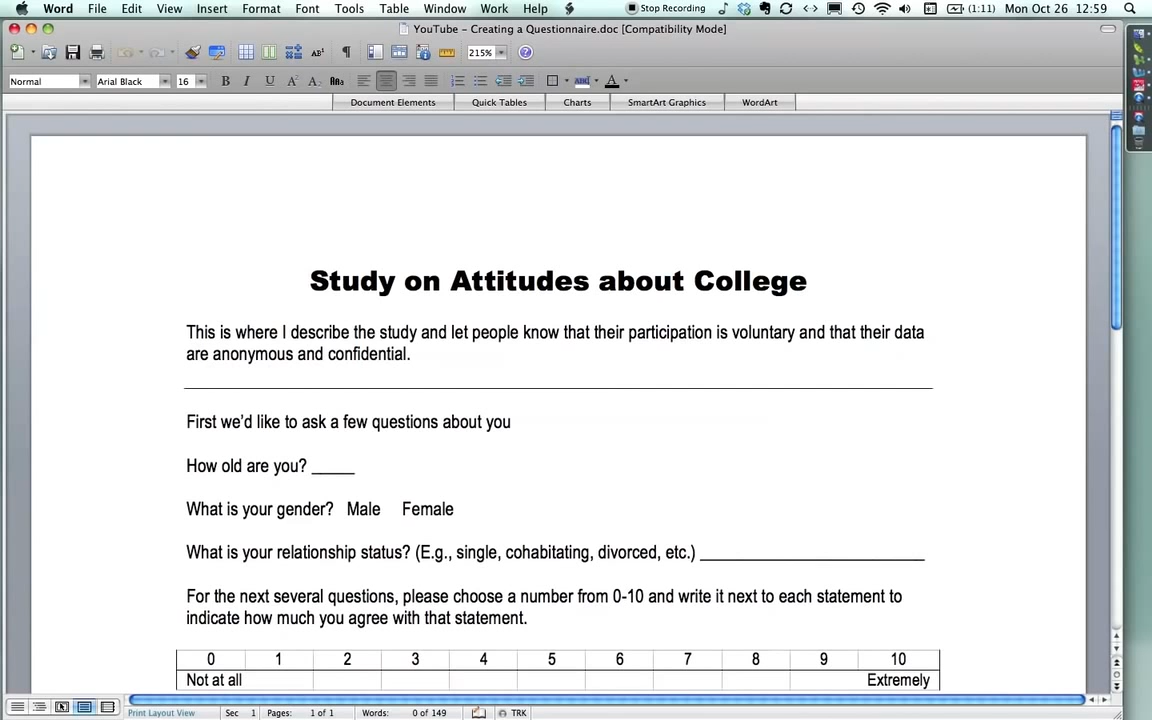 Word File Edit View Insert Format Font Tools Table Window Work Help Stop Recording (1:11) Mon Oct 26 12:59
YouTube – Creating a Questionnaire.doc [Compatibility Mode]
215%
Normal Arial Black 16 B I U A² A₂ ABC ABC A
Document Elements Quick Tables Charts SmartArt Graphics WordArt
Study on Attitudes about College
This is where I describe the study and let people know that their participation is voluntary and that their data
are anonymous and confidential.
First we'd like to ask a few questions about you
How old are you? _____
What is your gender? Male Female
What is your relationship status? (E.g., single, cohabitating, divorced, etc.) ___________________________
For the next several questions, please choose a number from 0-10 and write it next to each statement to
indicate how much you agree with that statement.
0 1 2 3 4 5 6 7 8 9 10
Not at all Extremely
Print Layout View Sec 1 Pages: 1 of 1 Words: 0 of 149 TRK